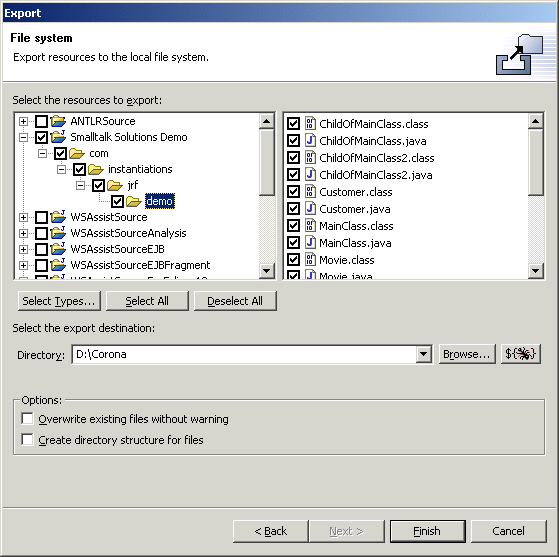 Export
File system
Export resources to the local file system.
Select the resources to export:
ANTLRSource
Smalltalk Solutions Demo
com
instantiations
jrf
demo
WSAssistSource
WSAssistSourceAnalysis
WSAssistSourceEJB
WSAssistSourceEJBFragment
ChildOfMainClass.class
ChildOfMainClass.java
ChildOfMainClass2.class
ChildOfMainClass2.java
Customer.class
Customer.java
MainClass.class
MainClass.java
Movie.class
Movie.java
Select Types... Select All Deselect All
Select the export destination:
Directory: D:\Corona Browse...
Options:
Overwrite existing files without warning
Create directory structure for files
< Back Next > Finish Cancel